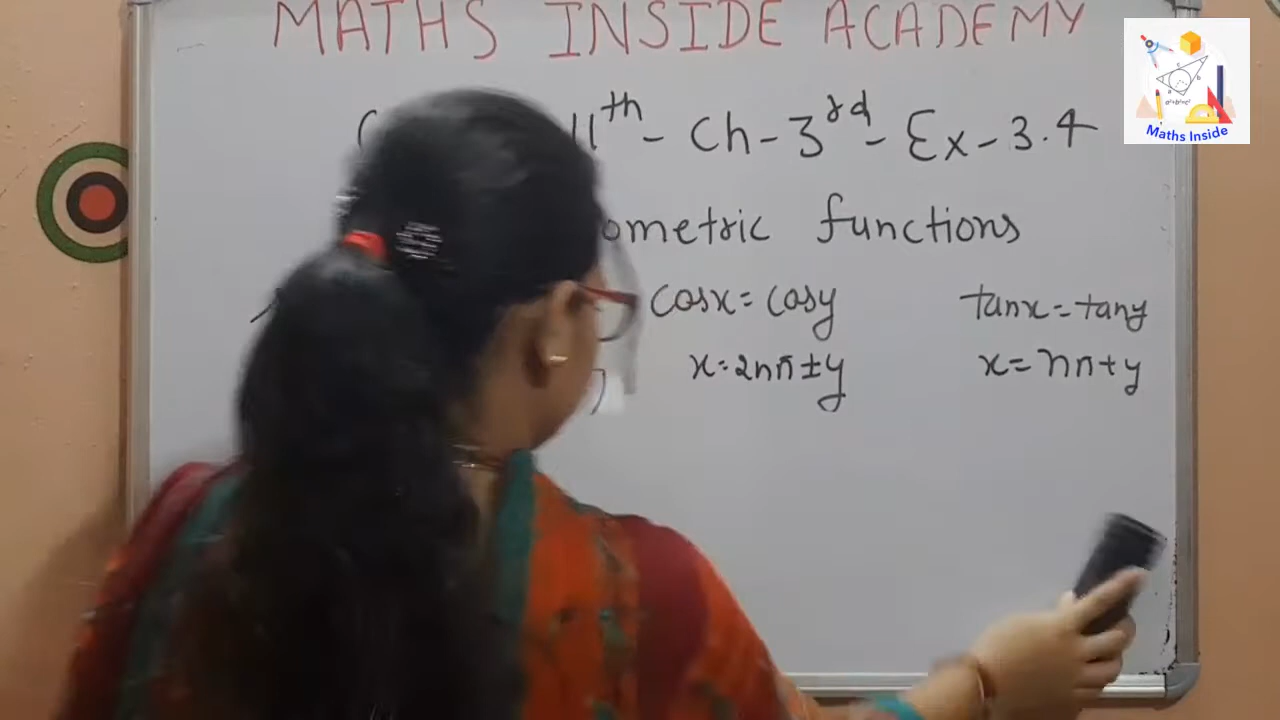 MATHS INSIDE ACADEMY
11th - Ch - 3rd - Ex - 3.4
ometric functions
cosx = cosy
tanx = tany
x = 2nπ ± y
x = nπ + y
Maths Inside